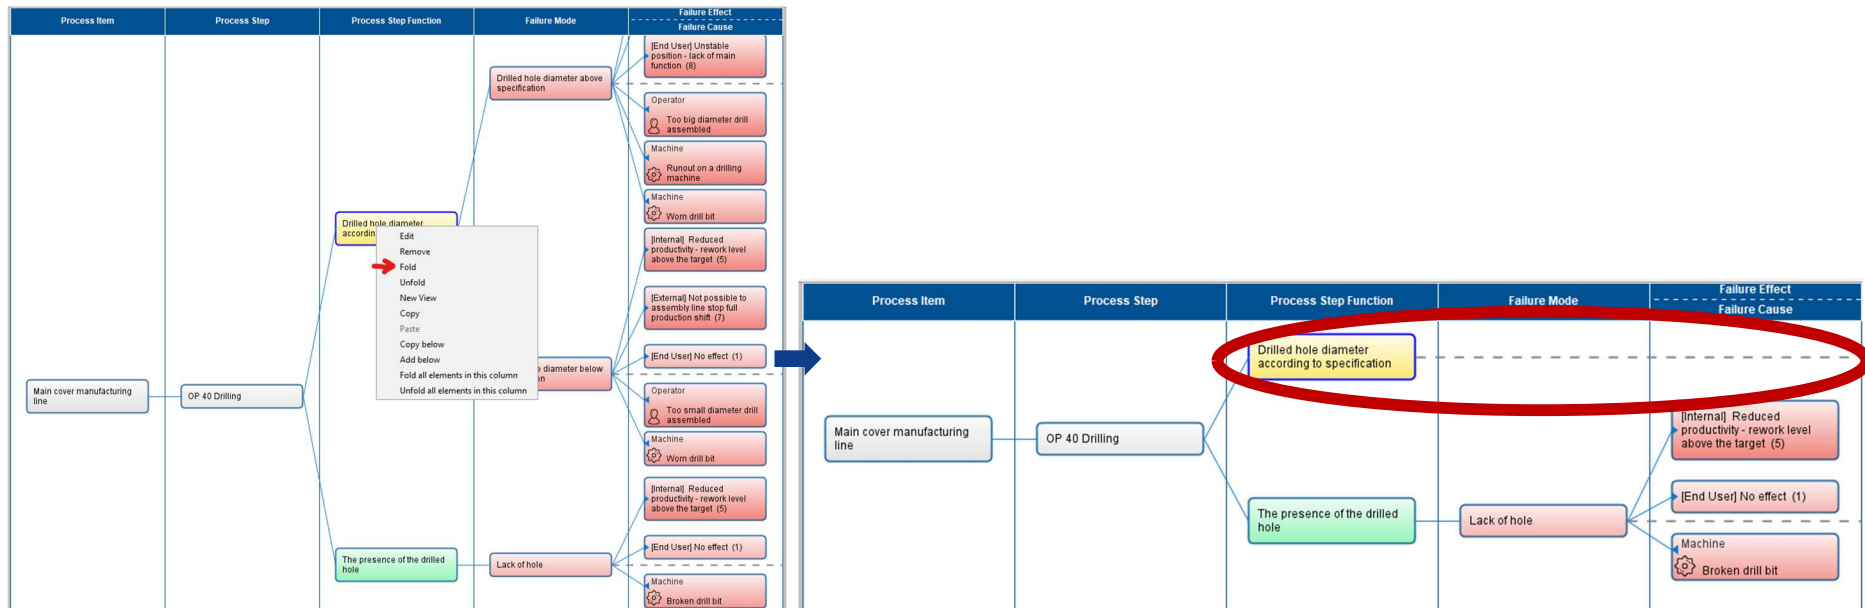 Process Item
Process Step
Process Step Function
Failure Mode
Failure Effect
Failure Cause
[End User] Unstable
position - lack of main
function (8)
Drilled hole diameter above
specification
Operator
Too big diameter drill
assembled
Machine
Runout on a drilling
machine
Machine
Worn drill bit
Drilled hole diameter
accordin
Edit
Remove
Fold
Unfold
New View
Copy
Paste
Copy below
Add below
Fold all elements in this column
Unfold all elements in this column
[Internal] Reduced
productivity - rework level
above the target (5)
[External] Not possible to
assembly line stop full
production shift (7)
[End User] No effect (1)
e diameter below
on
Operator
Too small diameter drill
assembled
Machine
Worn drill bit
Main cover manufacturing
line
OP 40 Drilling
[Internal] Reduced
productivity - rework level
above the target (5)
[End User] No effect (1)
The presence of the drilled
hole
Lack of hole
Machine
Broken drill bit
Process Item
Process Step
Process Step Function
Failure Mode
Failure Effect
Failure Cause
Drilled hole diameter
according to specification
Main cover manufacturing
line
OP 40 Drilling
[Internal] Reduced
productivity - rework level
above the target (5)
[End User] No effect (1)
The presence of the drilled
hole
Lack of hole
Machine
Broken drill bit